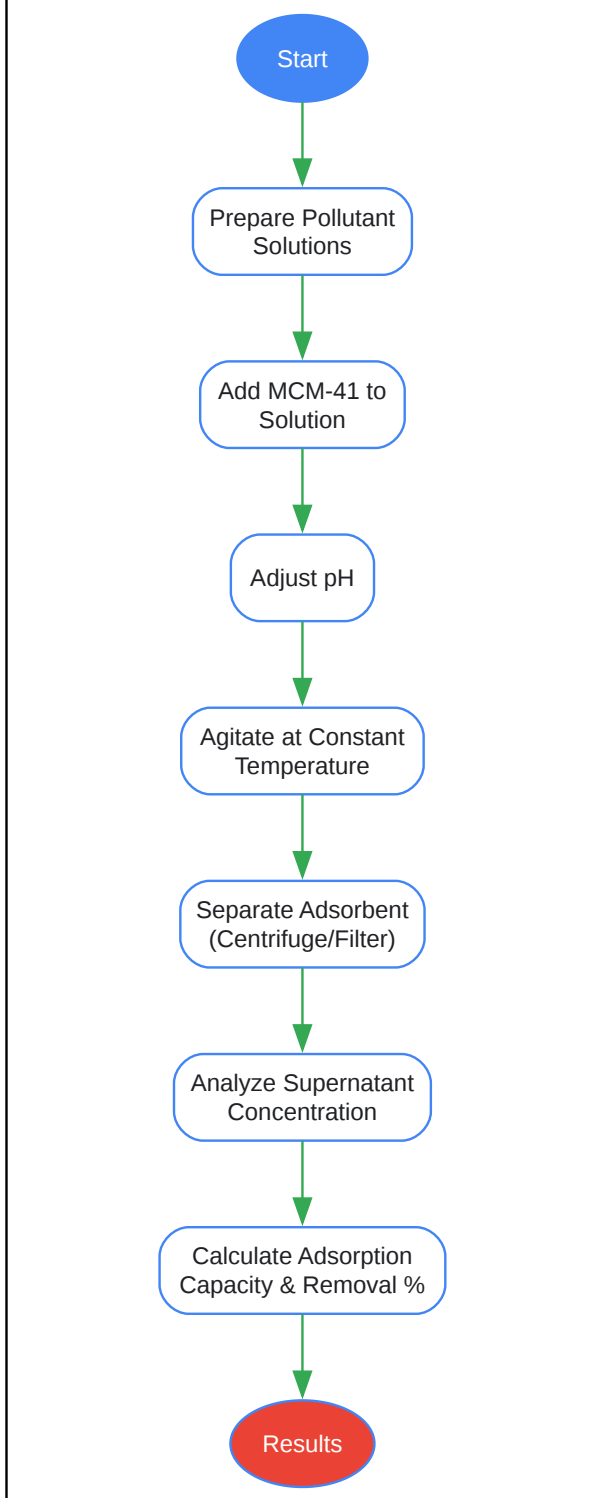 Start
Prepare Pollutant
Solutions
Add MCM-41 to
Solution
Adjust pH
Agitate at Constant
Temperature
Separate Adsorbent
(Centrifuge/Filter)
Analyze Supernatant
Concentration
Calculate Adsorption
Capacity & Removal %
Results